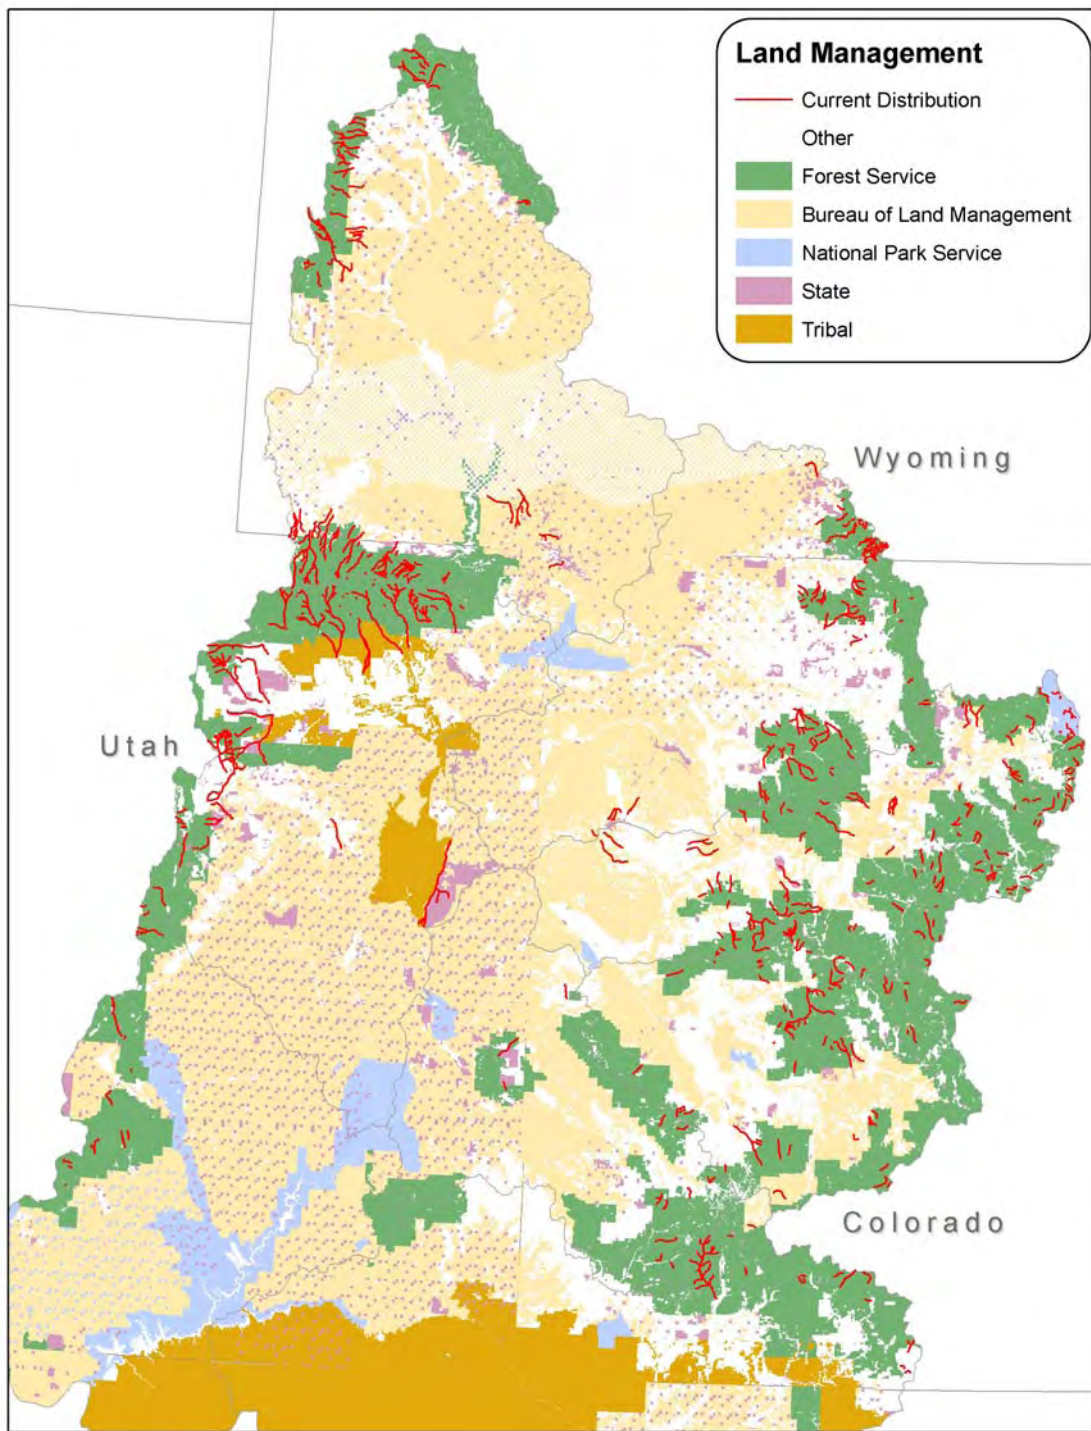 Land Management
Current Distribution
Other
Forest Service
Bureau of Land Management
National Park Service
State
Tribal
Wyoming
Utah
Colorado